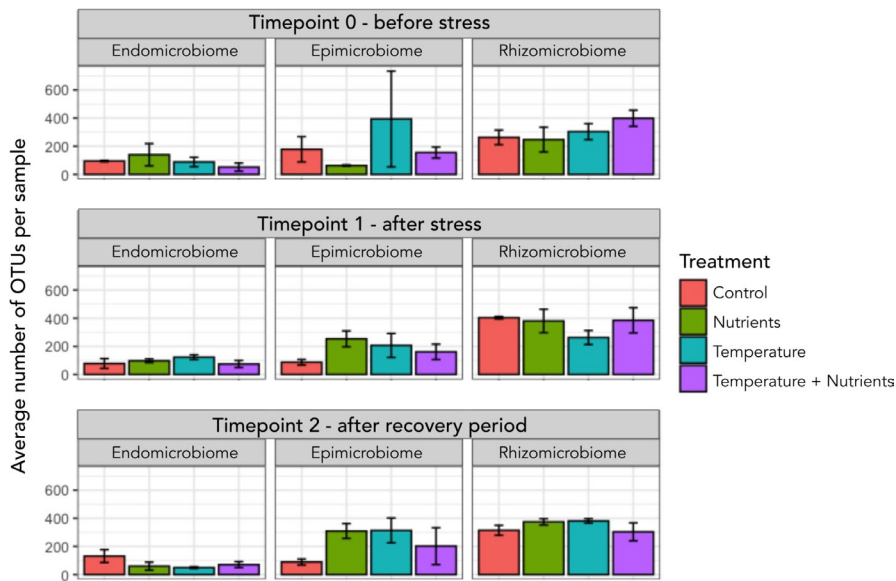 Timepoint 0 - before stress
Endomicrobiome Epimicrobiome Rhizomicrobiome
600
400
200
0
Timepoint 1 - after stress
Endomicrobiome Epimicrobiome Rhizomicrobiome
600
400
200
0
Timepoint 2 - after recovery period
Endomicrobiome Epimicrobiome Rhizomicrobiome
600
400
200
0
Average number of OTUs per sample
Treatment
Control
Nutrients
Temperature
Temperature + Nutrients